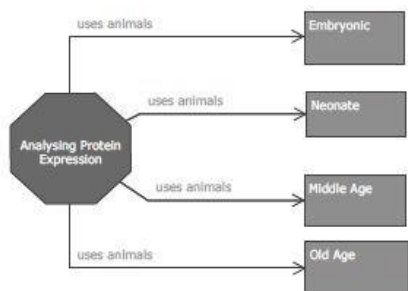 uses animals
Embryonic
uses animals
Neonate
Analysing Protein
Expression
uses animals
Middle Age
uses animals
Old Age